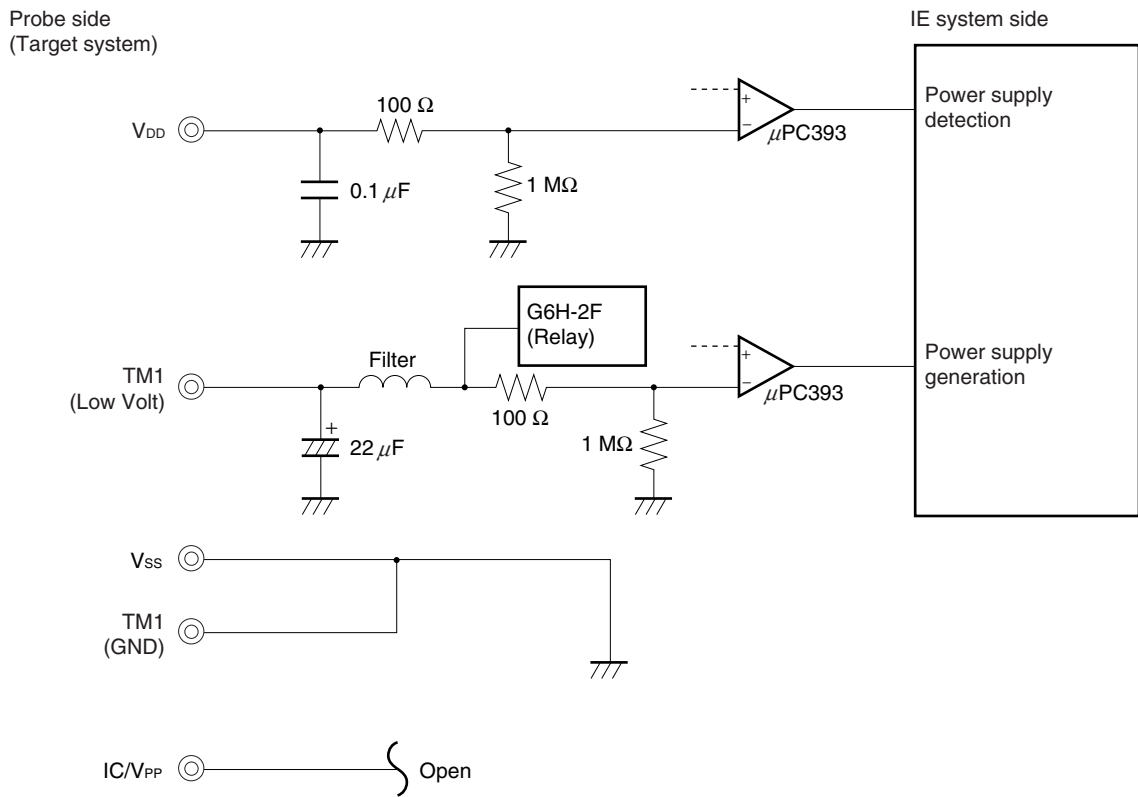 Probe side
(Target system)
IE system side
VDD
100 Ω
0.1 μF
1 MΩ
+
−
μPC393
Power supply
detection
TM1
(Low Volt)
+
22 μF
Filter
G6H-2F
(Relay)
100 Ω
1 MΩ
+
−
μPC393
Power supply
generation
VSS
TM1
(GND)
IC/VPP
Open